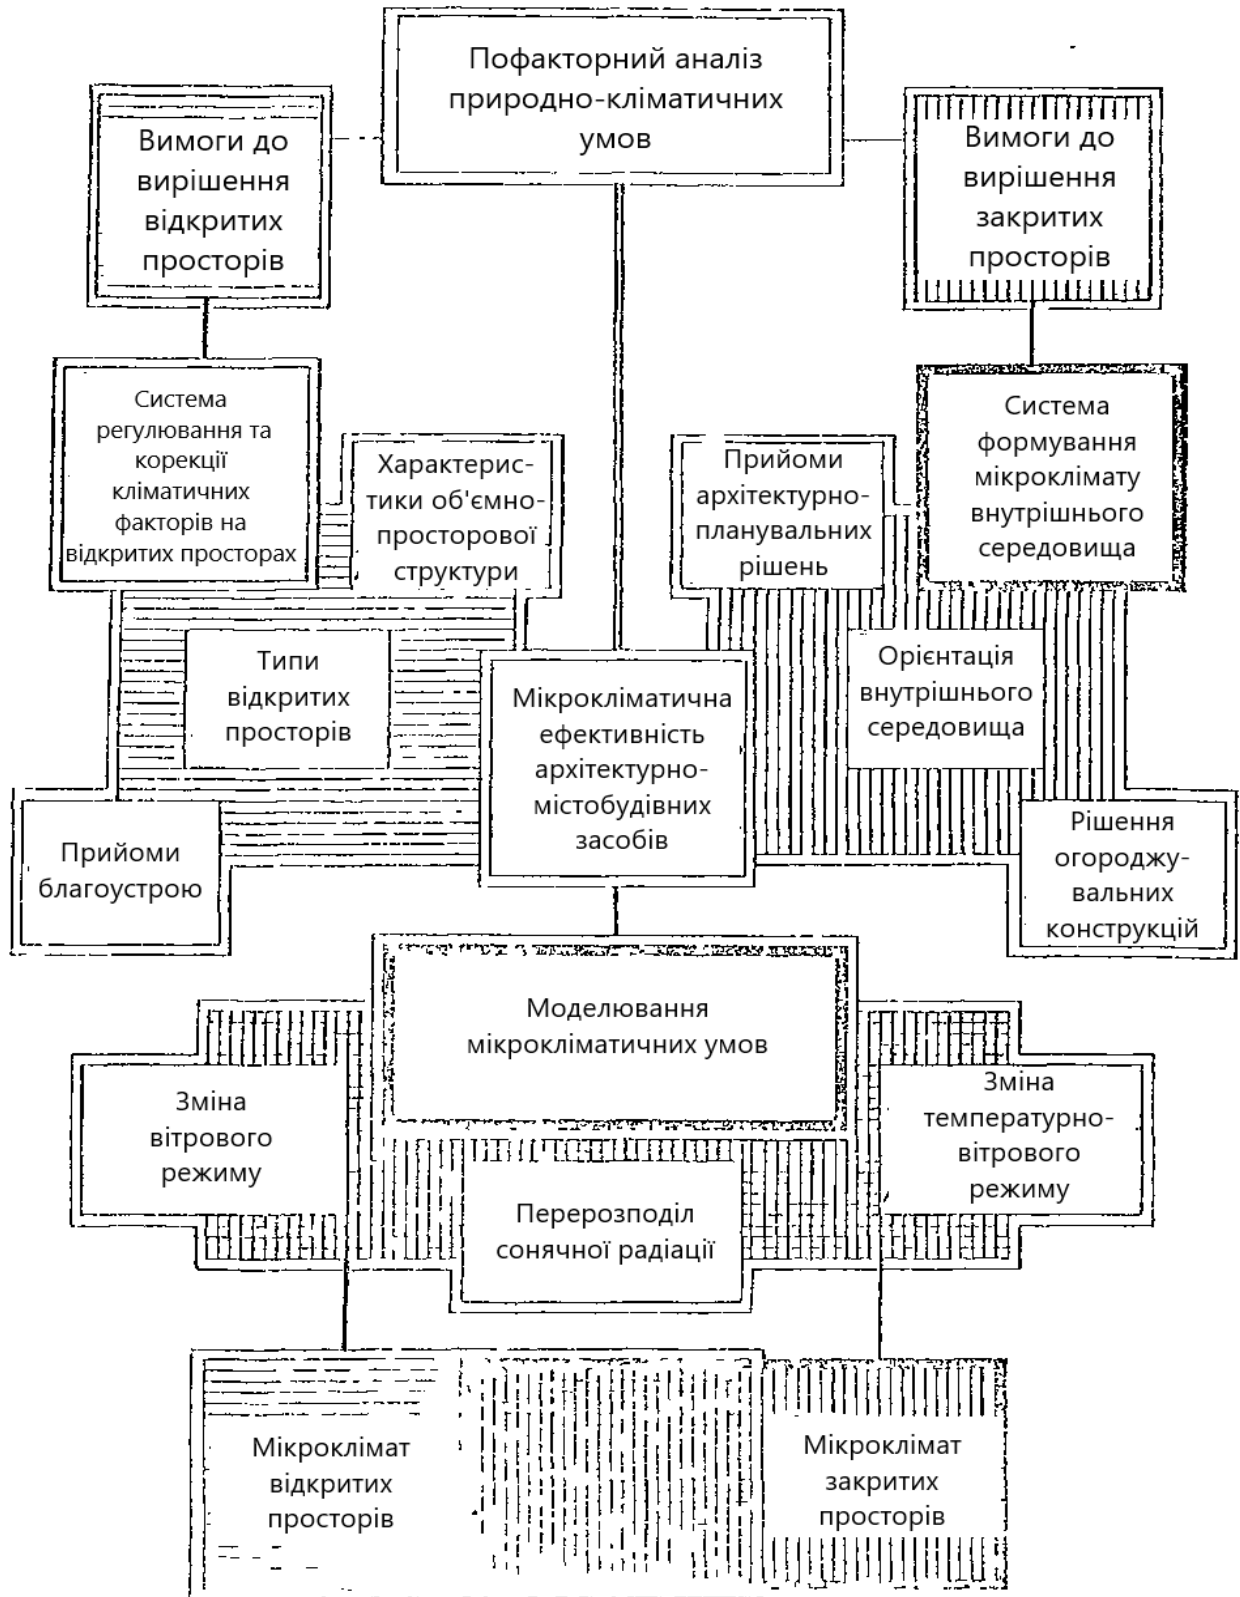 Пофакторний аналіз
природно-кліматичних
умов
Вимоги до
вирішення
відкритих
просторів
Вимоги до
вирішення
закритих
просторів
Система
регулювання та
корекції
кліматичних
факторів на
відкритих просторах
Характерис-
тики об'ємно-
просторової
структури
Прийоми
архітектурно-
планувальних
рішень
Система
формування
мікроклімату
внутрішнього
середовища
Типи
відкритих
просторів
Мікрокліматична
ефективність
архітектурно-
містобудівних
засобів
Орієнтація
внутрішнього
середовища
Прийоми
благоустрою
Рішення
огороджу-
вальних
конструкцій
Моделювання
мікрокліматичних умов
Зміна
вітрового
режиму
Перерозподіл
сонячної радіації
Зміна
температурно-
вітрового
режиму
Мікроклімат
відкритих
просторів
Мікроклімат
закритих
просторів